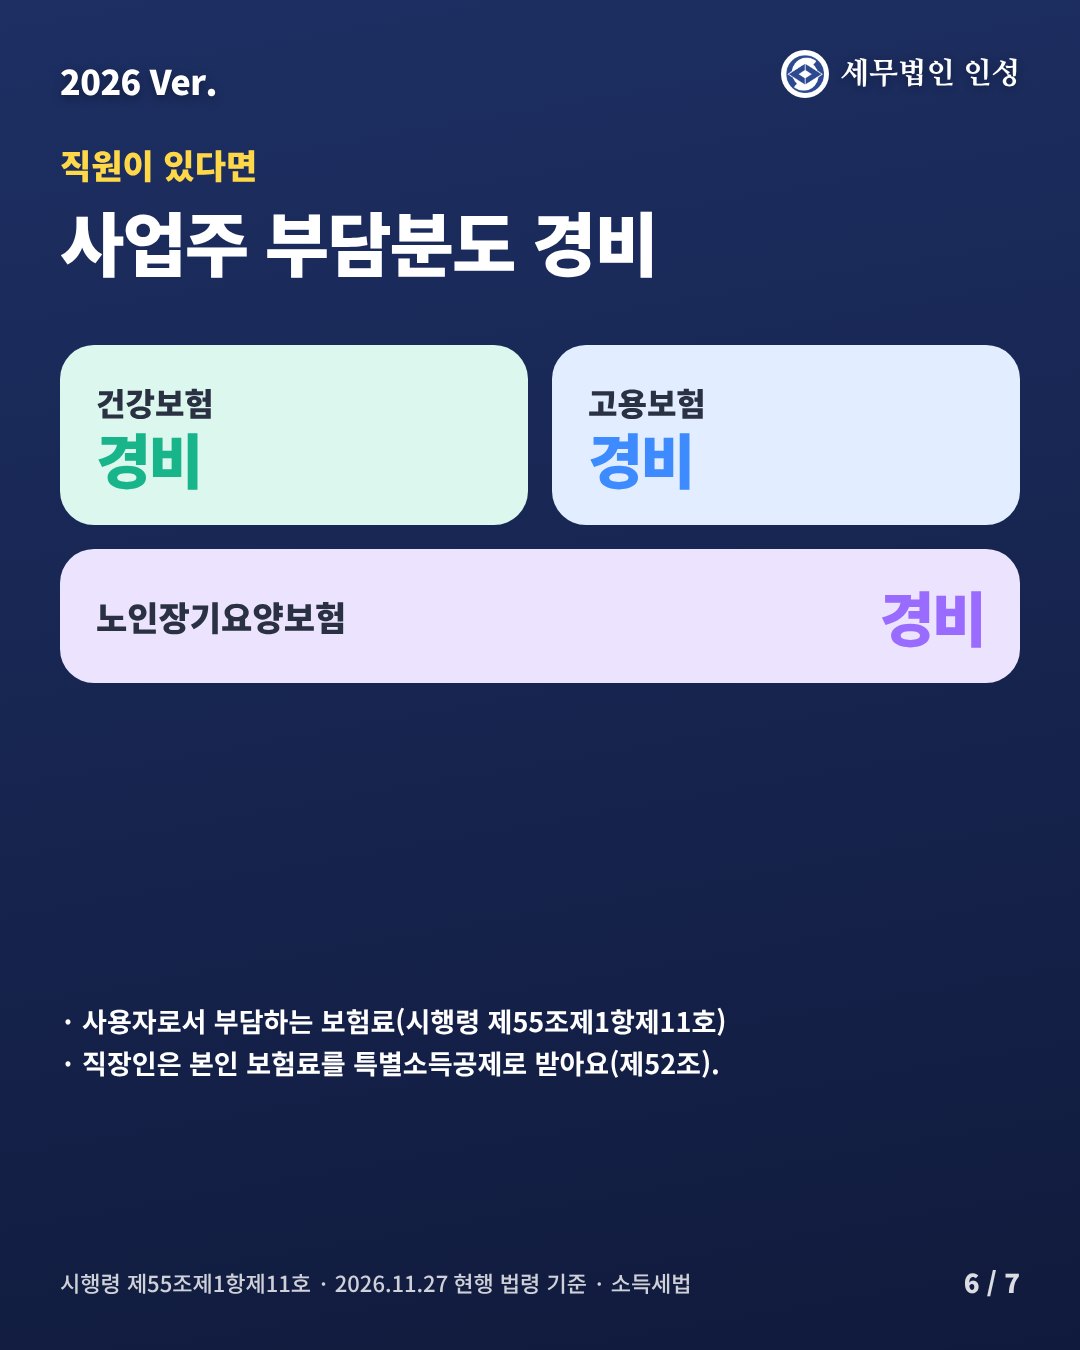 2026 Ver.
세무법인 인성
직원이 있다면
사업주 부담분도 경비
건강보험
경비
고용보험
경비
노인장기요양보험
경비
· 사용자로서 부담하는 보험료(시행령 제55조제1항제11호)
· 직장인은 본인 보험료를 특별소득공제로 받아요(제52조).
시행령 제55조제1항제11호 · 2026.11.27 현행 법령 기준 · 소득세법
6 / 7